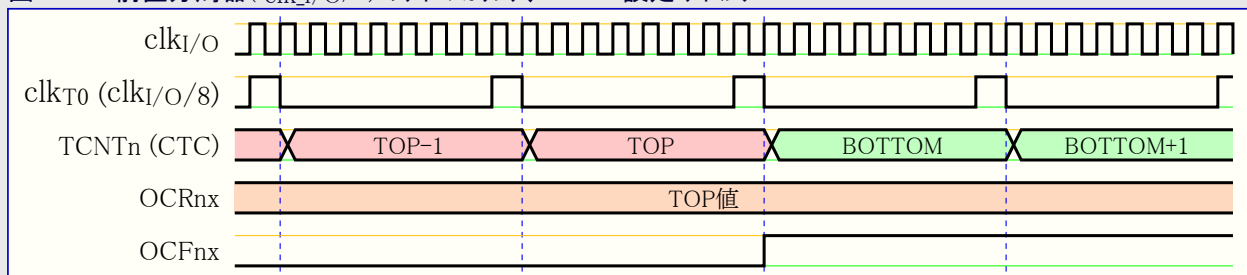 clkI/O
clkT0 (clkI/O/8)
TCNTn (CTC) TOP-1 TOP BOTTOM BOTTOM+1
OCRnx TOP値
OCFnx